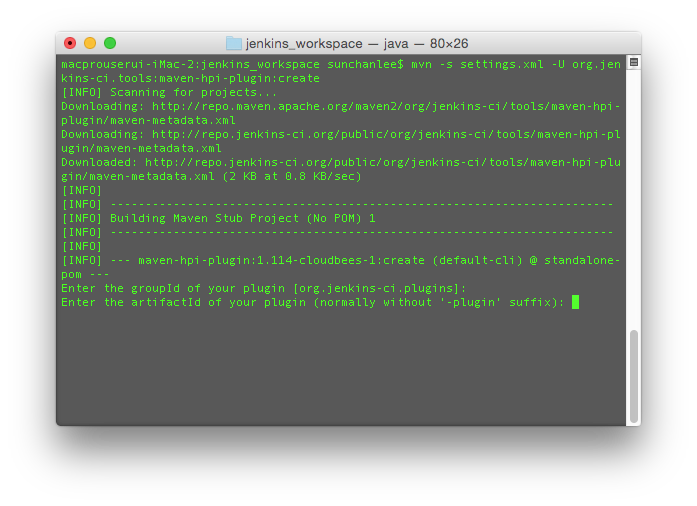 jenkins_workspace — java — 80×26
macprouserui-iMac-2:jenkins_workspace sunchanlee$ mvn -s settings.xml -U org.jen
kins-ci.tools:maven-hpi-plugin:create
[INFO] Scanning for projects...
Downloading: http://repo.maven.apache.org/maven2/org/jenkins-ci/tools/maven-hpi-
plugin/maven-metadata.xml
Downloading: http://repo.jenkins-ci.org/public/org/jenkins-ci/tools/maven-hpi-pl
ugin/maven-metadata.xml
Downloaded: http://repo.jenkins-ci.org/public/org/jenkins-ci/tools/maven-hpi-plu
gin/maven-metadata.xml (2 KB at 0.8 KB/sec)
[INFO]
[INFO] ------------------------------------------------------------------------
[INFO] Building Maven Stub Project (No POM) 1
[INFO] ------------------------------------------------------------------------
[INFO]
[INFO] --- maven-hpi-plugin:1.114-cloudbees-1:create (default-cli) @ standalone-
pom ---
Enter the groupId of your plugin [org.jenkins-ci.plugins]:
Enter the artifactId of your plugin (normally without '-plugin' suffix):